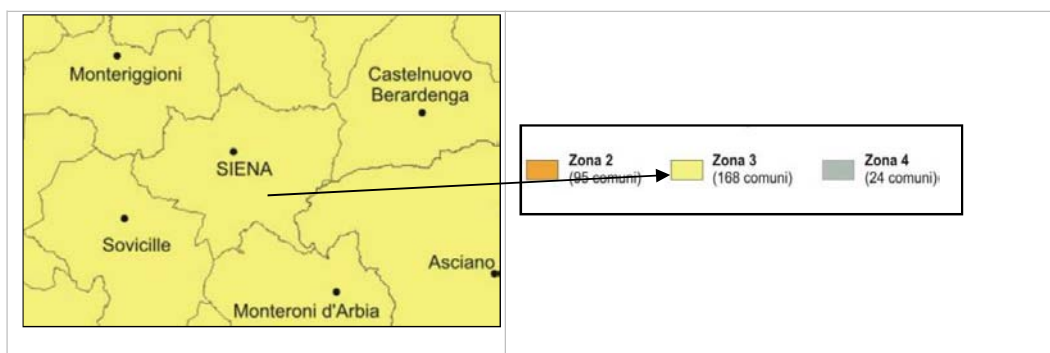 Monteriggioni
Castelnuovo
Berardenga
SIENA
Sovicille
Asciano
Monteroni d'Arbia
Zona 2
(95 comuni)
Zona 3
(168 comuni)
Zona 4
(24 comuni)